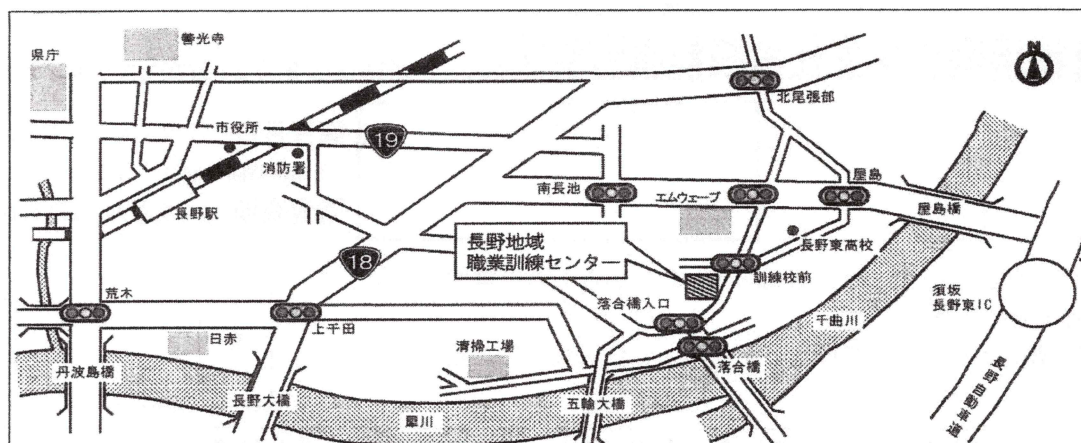 N
善光寺
県庁
北尾張部
市役所
19
消防署
屋島
南長池
エムウェーブ
長野駅
屋島橋
長野東高校
長野地域
職業訓練センター
18
訓練校前
須坂
長野東IC
荒木
落合橋入口
千曲川
上千田
日赤
清掃工場
落合橋
丹波島橋
長野大橋
五輪大橋
犀川
長野自動車道